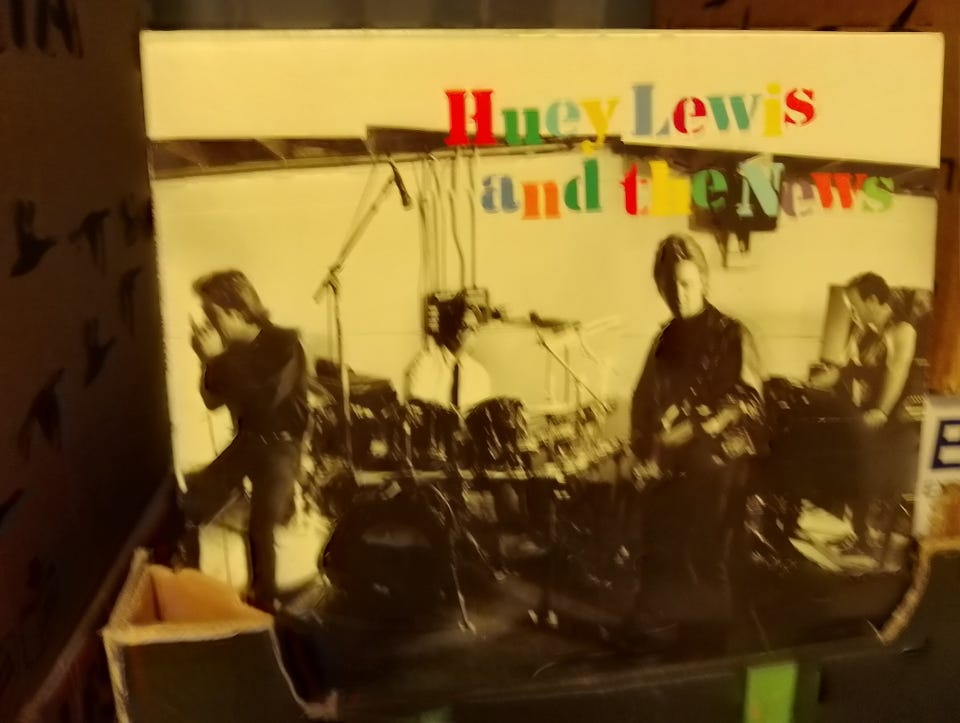 Huey Lewis
and the News